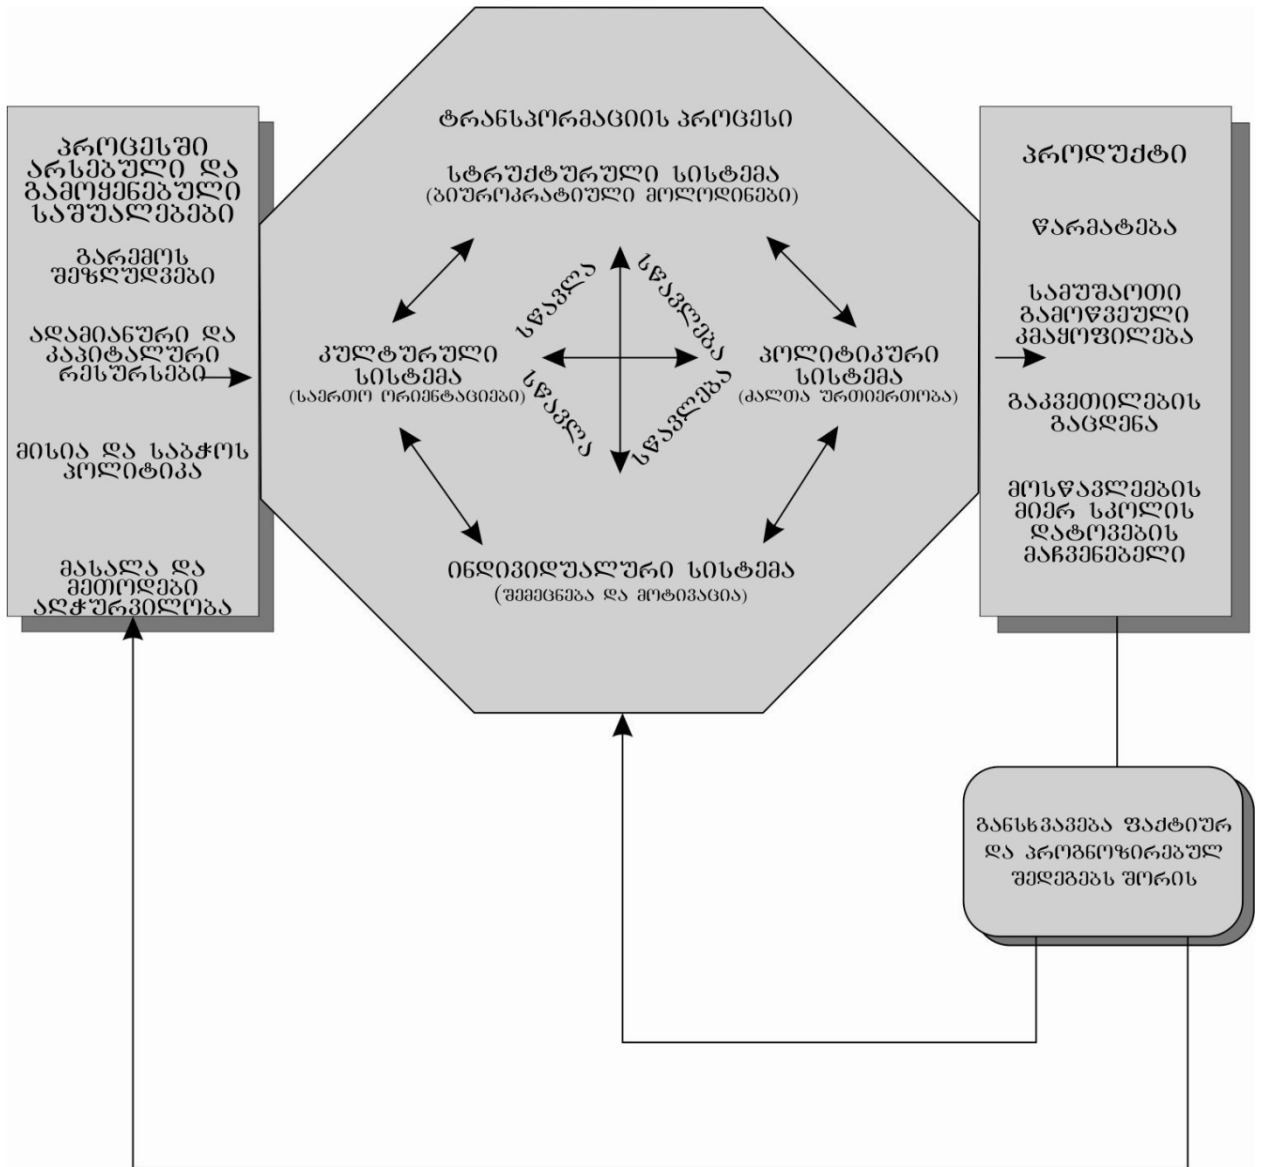 პროცესში
არსებული და
გამოყენებული
საშუალებები
გარემოს
შეზღუდვები
ადამიანური და
კაპიტალური
რესურსები
მისია და საბჭოს
პოლიტიკა
მასალა და
მეთოდები
აღჭურვილობა
ტრანსპორმაციის პროცესი
სტრუქტურული სისტემა
(ბიუროკრატიული მოლოდინები)
სწავლა
სწავლება
კულტურული
სისტემა
(საერთო ორიენტაციები)
პოლიტიკური
სისტემა
(ძალთა ურთიერთობა)
სწავლა
სწავლება
ინდივიდუალური სისტემა
(შემეცნება და მოტივაცია)
პროდუქტი
წარმატება
სამუშაოთი
გამოწვეული
კმაყოფილება
გაკვეთილების
გაცდენა
მოსწავლეების
მიერ სკოლის
დატოვების
მაჩვენებელი
განსხვავება ფაქტიურ
და პროგნოზირებულ
შედეგებს შორის